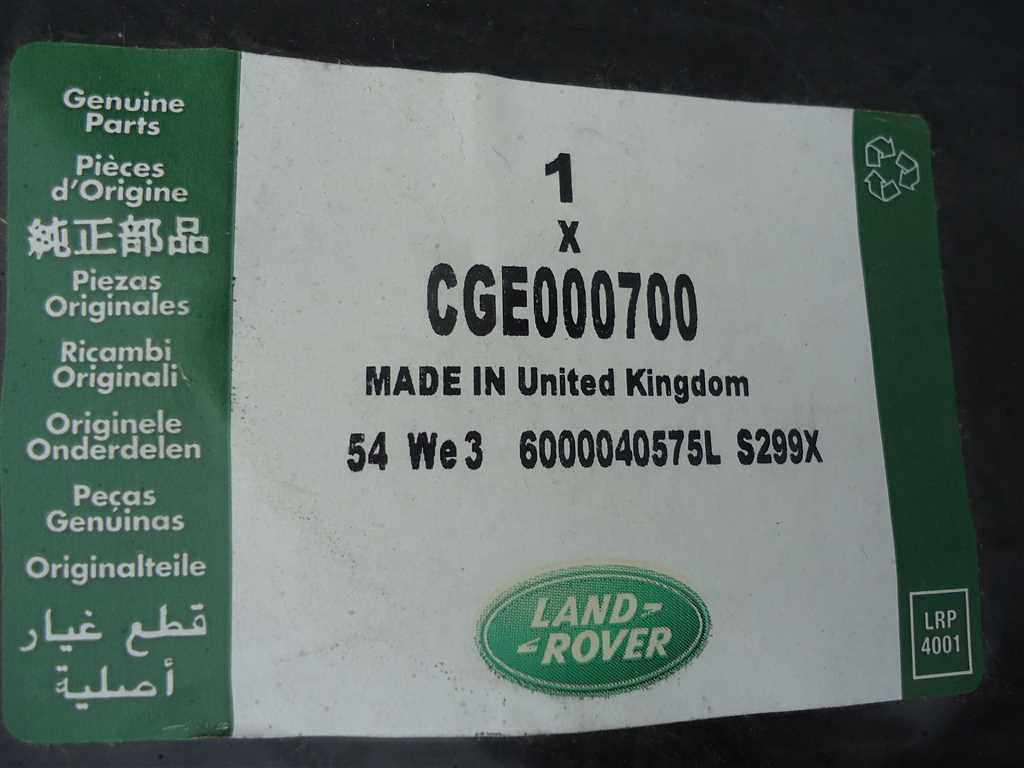 Genuine
Parts
Pièces
d'Origine
純正部品
Piezas
Originales
Ricambi
Originali
Originele
Onderdelen
Peças
Genúinas
Originalteile
قطع غيار
أصلية
1
X
CGE000700
MADE IN United Kingdom
54 We 3 6000040575L S299X
LAND-
-ROVER
LRP
4001